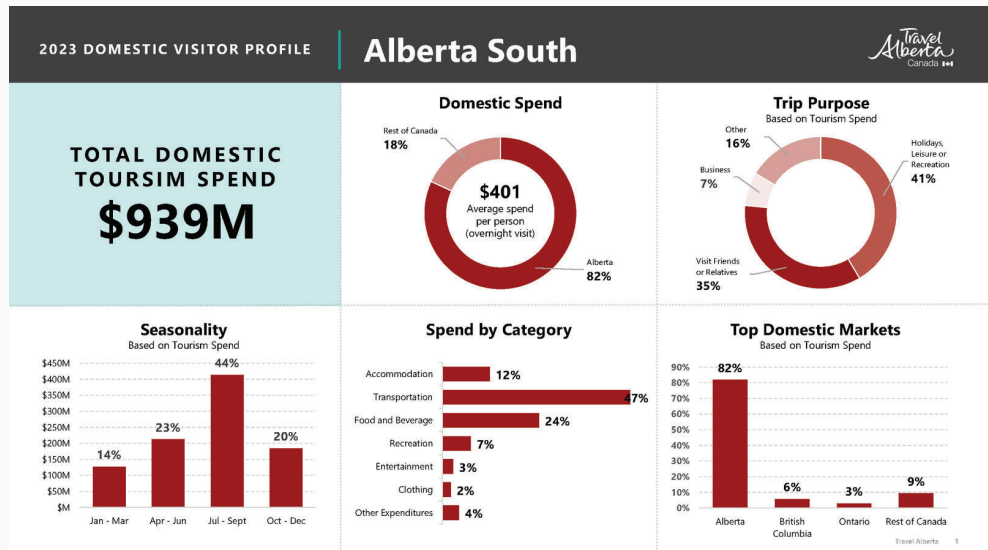 2023 DOMESTIC VISITOR PROFILE
Alberta South
Travel
Alberta
Canada
TOTAL DOMESTIC
TOURSIM SPEND
$939M
Domestic Spend
Rest of Canada
18%
$401
Average spend
per person
(overnight visit)
Alberta
82%
Trip Purpose
Based on Tourism Spend
Other
16%
Business
7%
Holidays,
Leisure or
Recreation
41%
Visit Friends
or Relatives
35%
Seasonality
Based on Tourism Spend
$450M
$400M
$350M
$300M
$250M
$200M
$150M
$100M
$50M
$M
14%
23%
44%
20%
Jan - Mar
Apr - Jun
Jul - Sept
Oct - Dec
Spend by Category
Accommodation 12%
Transportation 47%
Food and Beverage 24%
Recreation 7%
Entertainment 3%
Clothing 2%
Other Expenditures 4%
Top Domestic Markets
Based on Tourism Spend
90%
80%
70%
60%
50%
40%
30%
20%
10%
0%
82%
6%
3%
9%
Alberta
British
Columbia
Ontario
Rest of Canada
Travel Alberta 1